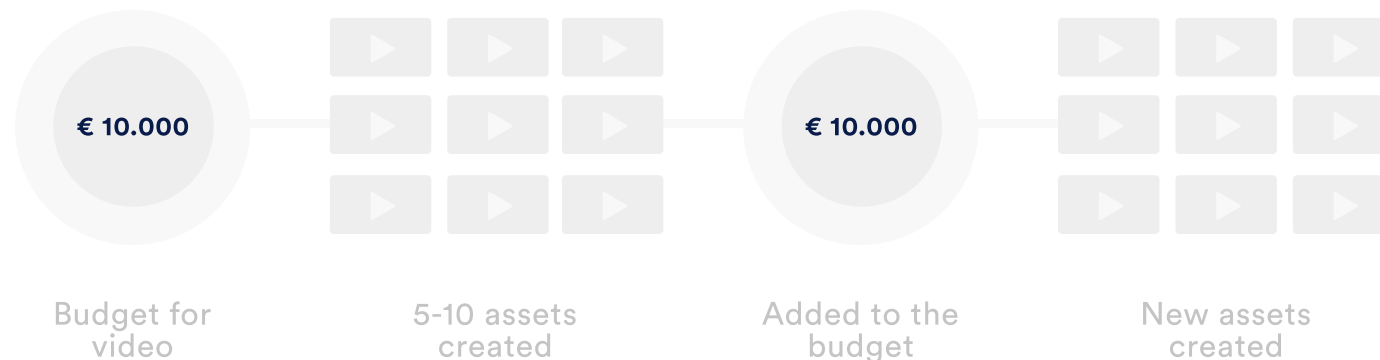 € 10.000
€ 10.000
Budget for
video
5-10 assets
created
Added to the
budget
New assets
created